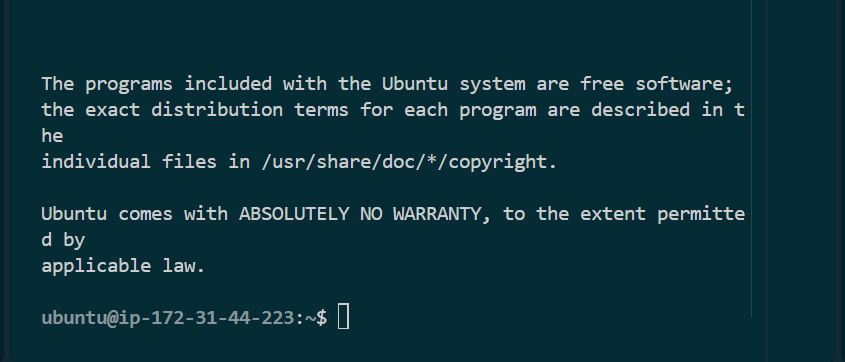 The programs included with the Ubuntu system are free software;
the exact distribution terms for each program are described in t
he
individual files in /usr/share/doc/*/copyright.
Ubuntu comes with ABSOLUTELY NO WARRANTY, to the extent permitte
d by
applicable law.
ubuntu@ip-172-31-44-223:~$